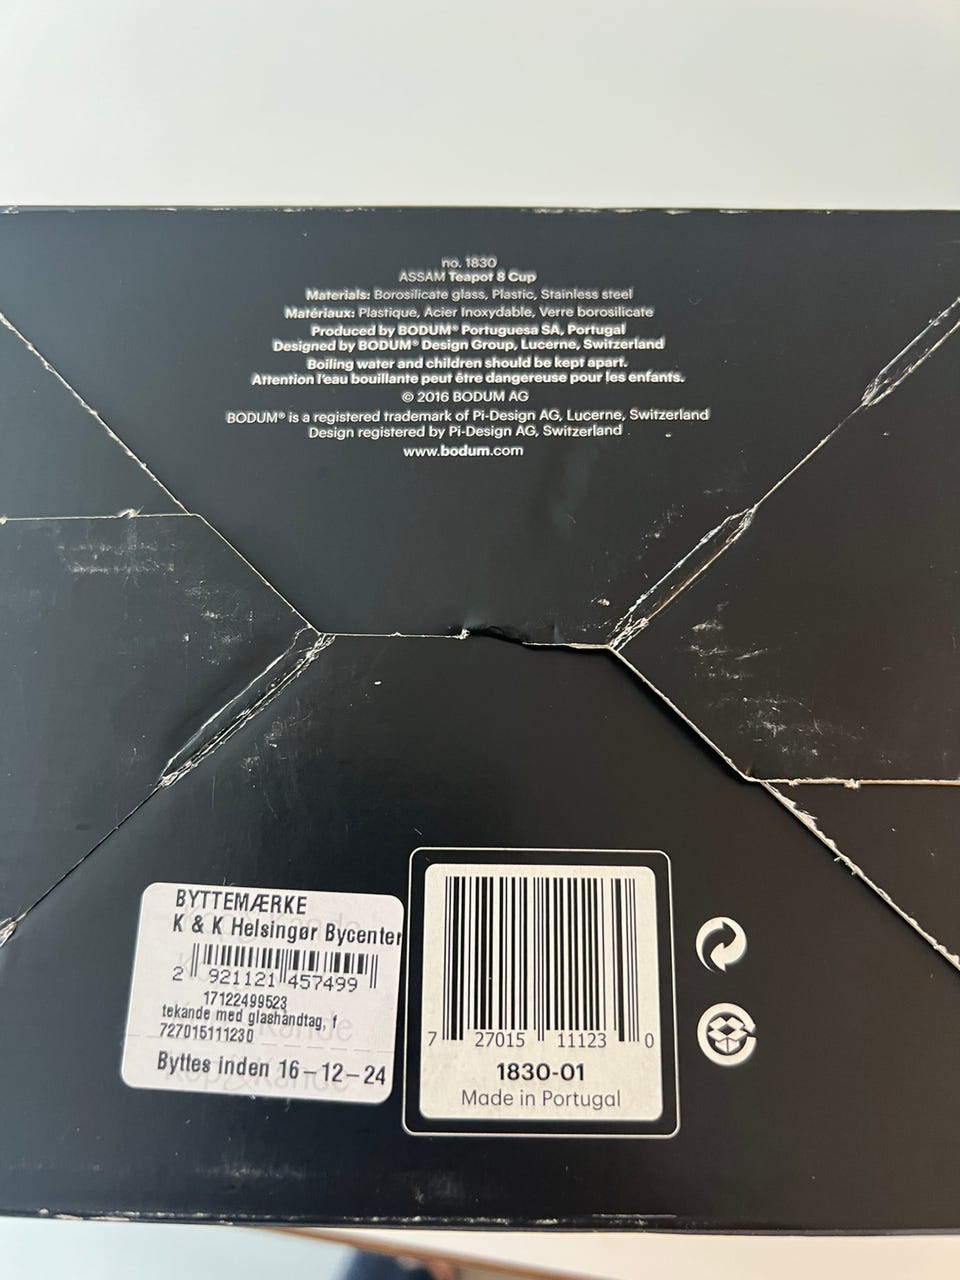 no. 1830
ASSAM Teapot 8 Cup
Materials: Borosilicate glass, Plastic, Stainless steel
Matériaux: Plastique, Acier Inoxydable, Verre borosilicate
Produced by BODUM® Portuguesa SA, Portugal
Designed by BODUM® Design Group, Lucerne, Switzerland
Boiling water and children should be kept apart.
Attention l'eau bouillante peut être dangereuse pour les enfants.
© 2016 BODUM AG
BODUM® is a registered trademark of Pi-Design AG, Lucerne, Switzerland
Design registered by Pi-Design AG, Switzerland
www.bodum.com
BYTTEMÆRKE
K & K Helsingør Bycenter
2 921121 457499
17122499523
tekande med glashåndtag, 1
727015111230
Byttes inden 16-12-24
Kop&Kande
7 27015 11123 0
1830-01
Made in Portugal